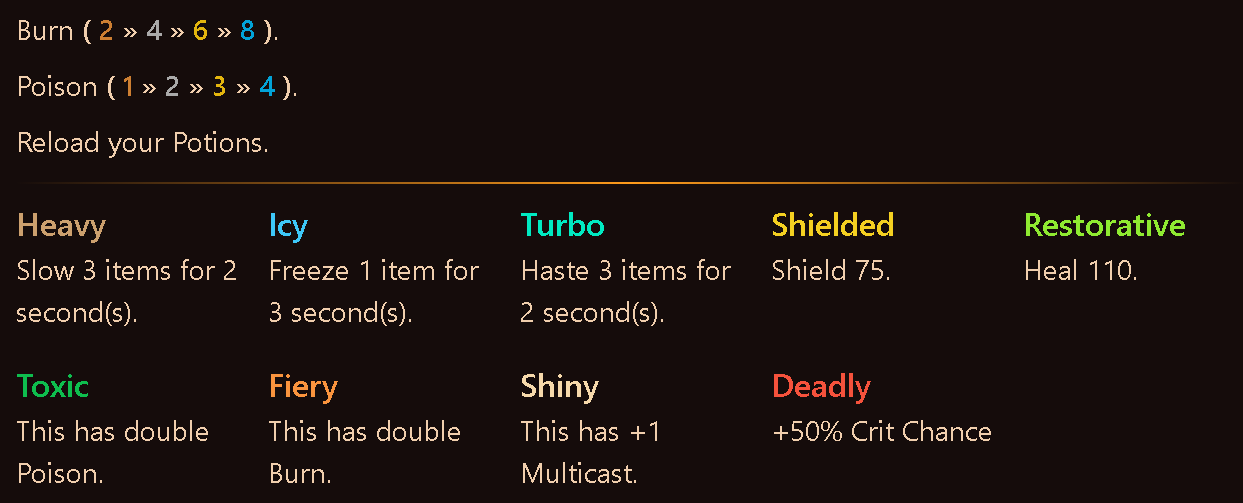 Burn ( 2 » 4 » 6 » 8 ).
Poison ( 1 » 2 » 3 » 4 ).
Reload your Potions.
Heavy
Slow 3 items for 2
second(s).
Icy
Freeze 1 item for
3 second(s).
Turbo
Haste 3 items for
2 second(s).
Shielded
Shield 75.
Restorative
Heal 110.
Toxic
This has double
Poison.
Fiery
This has double
Burn.
Shiny
This has +1
Multicast.
Deadly
+50% Crit Chance